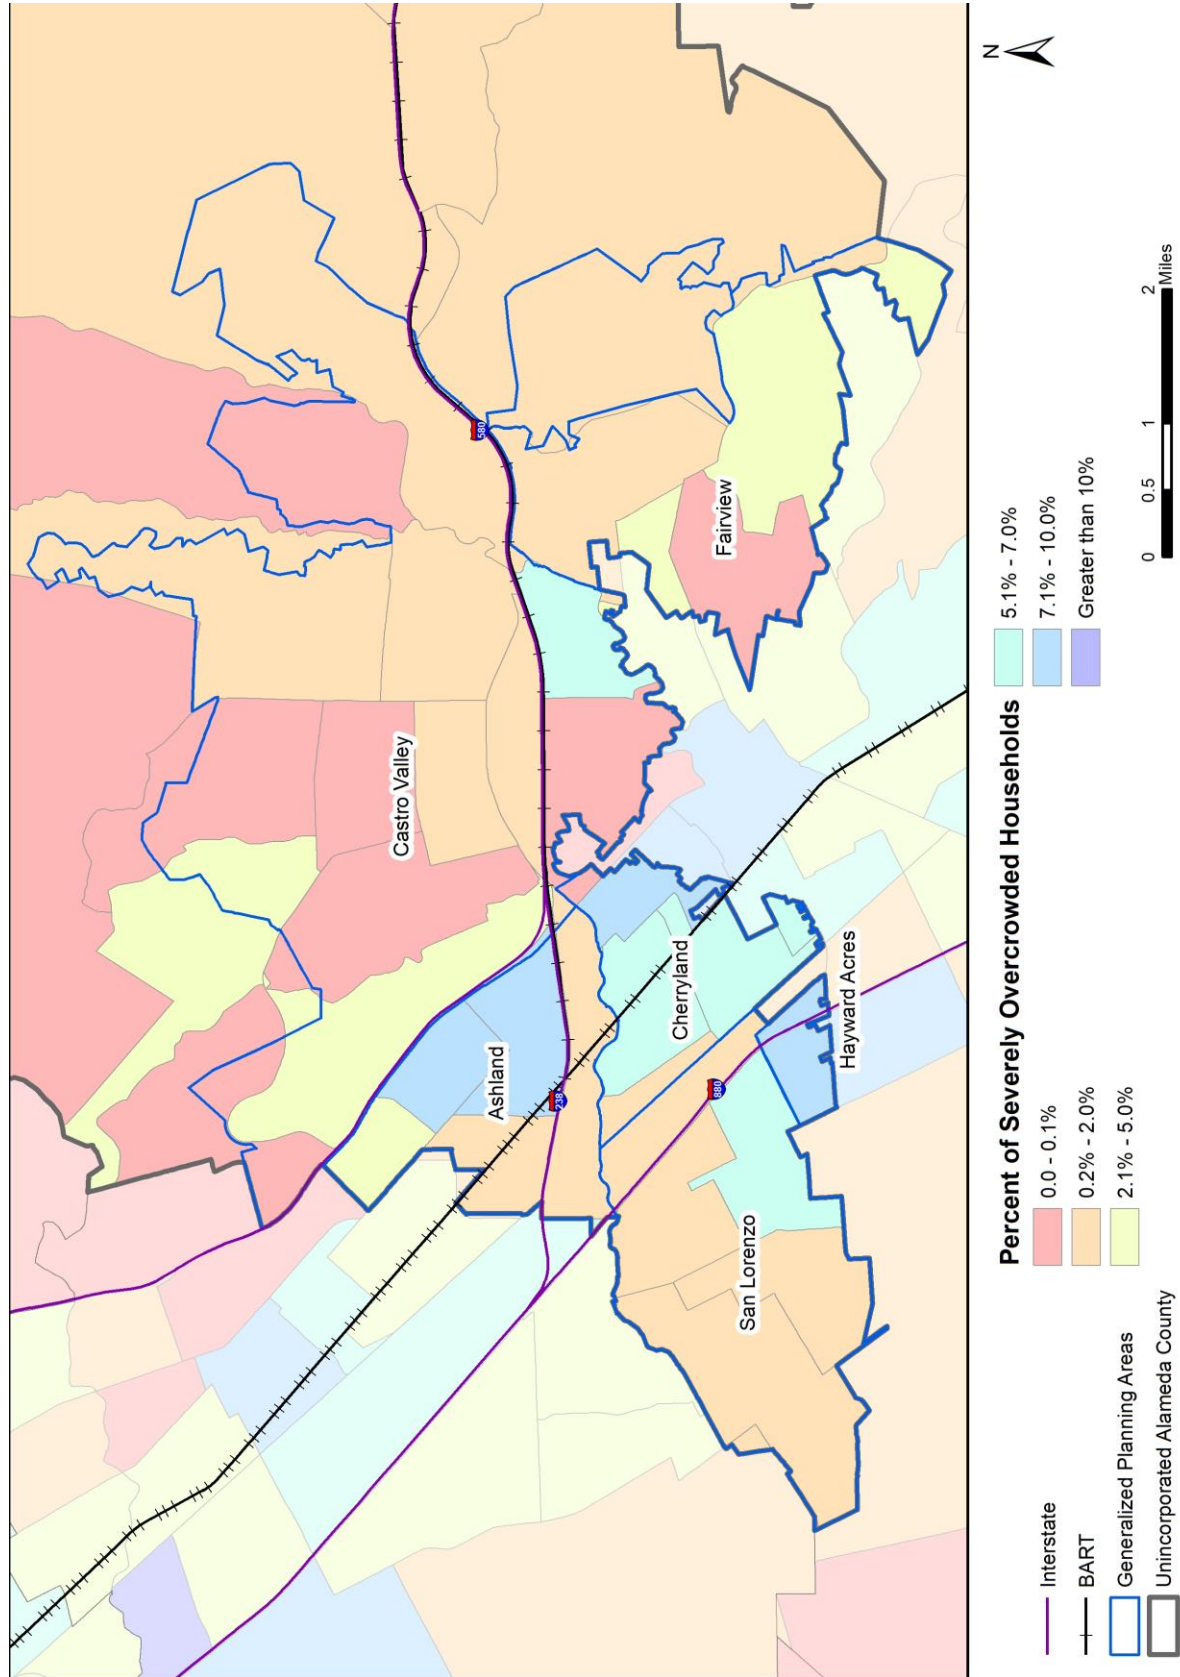 N
580
Castro Valley
Fairview
Ashland
238
Cherryland
880
Hayward Acres
San Lorenzo
Interstate
BART
Generalized Planning Areas
Unincorporated Alameda County
Percent of Severely Overcrowded Households
0.0 - 0.1%
0.2% - 2.0%
2.1% - 5.0%
5.1% - 7.0%
7.1% - 10.0%
Greater than 10%
0 0.5 1 2
Miles